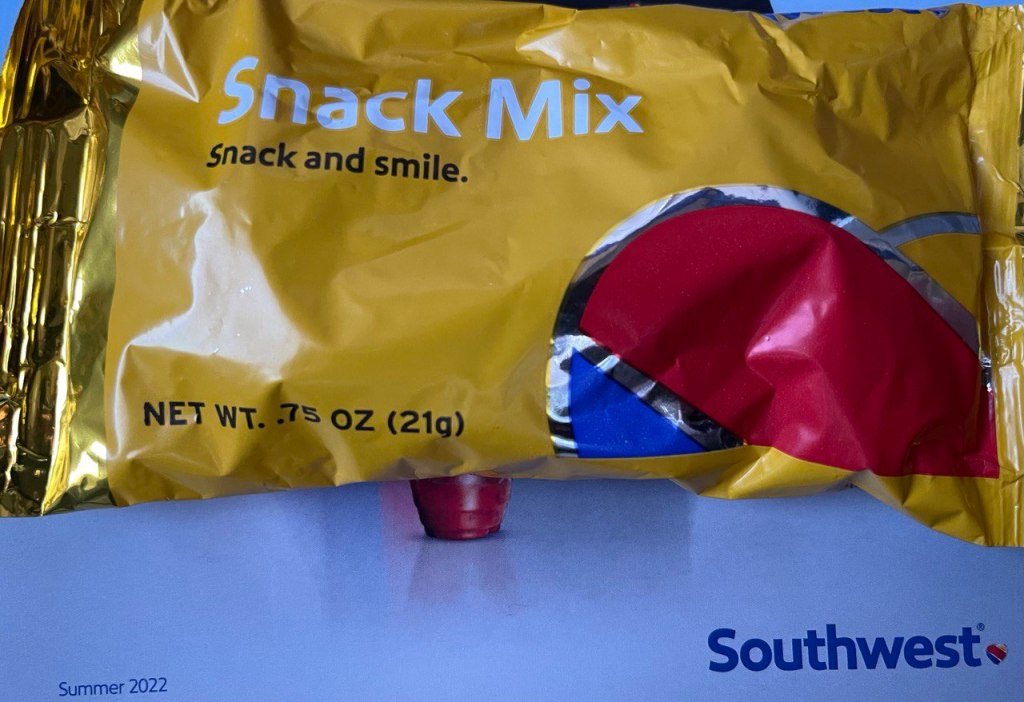 Snack Mix
Snack and smile.
NET WT. .75 OZ (21g)
Southwest®
Summer 2022